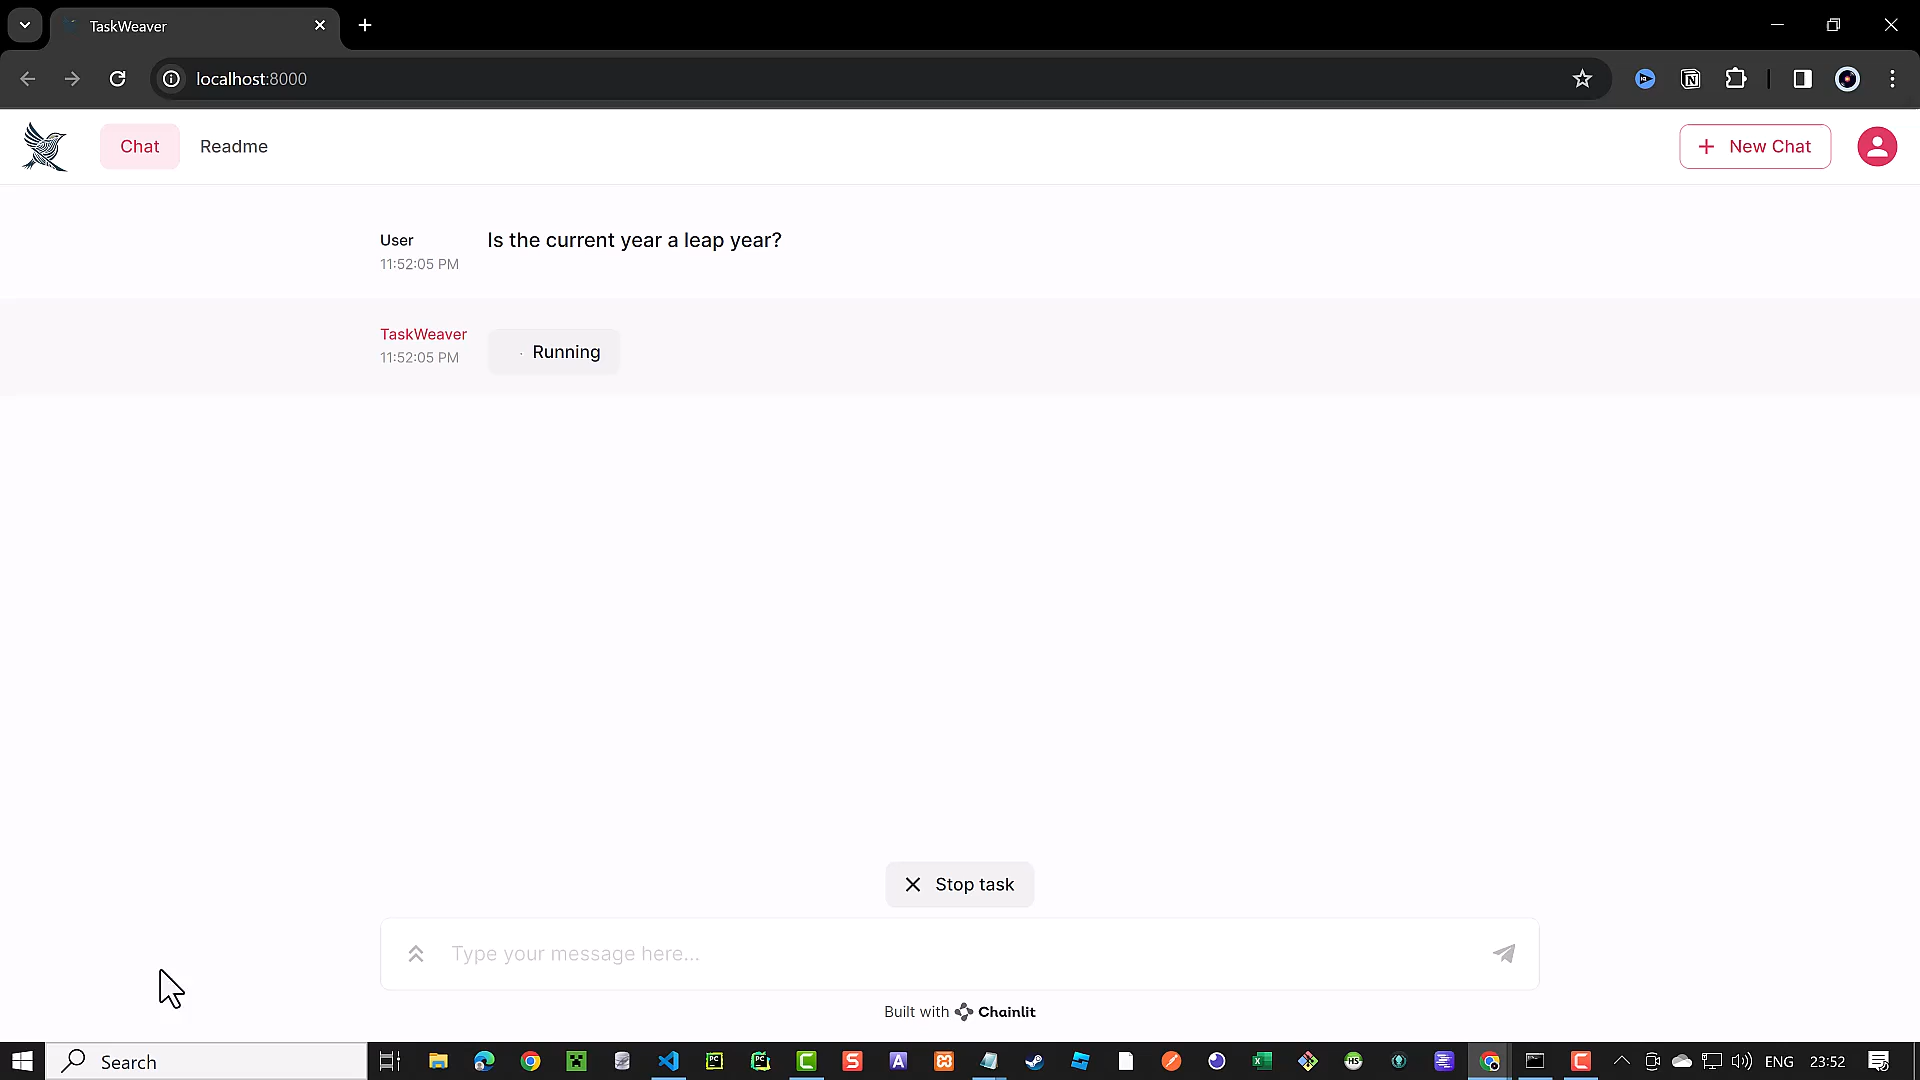 TaskWeaver
localhost:8000
Chat
Readme
New Chat
User
11:52:05 PM
Is the current year a leap year?
TaskWeaver
11:52:05 PM
Running
Stop task
Type your message here...
Built with Chainlit
Search
ENG
23:52